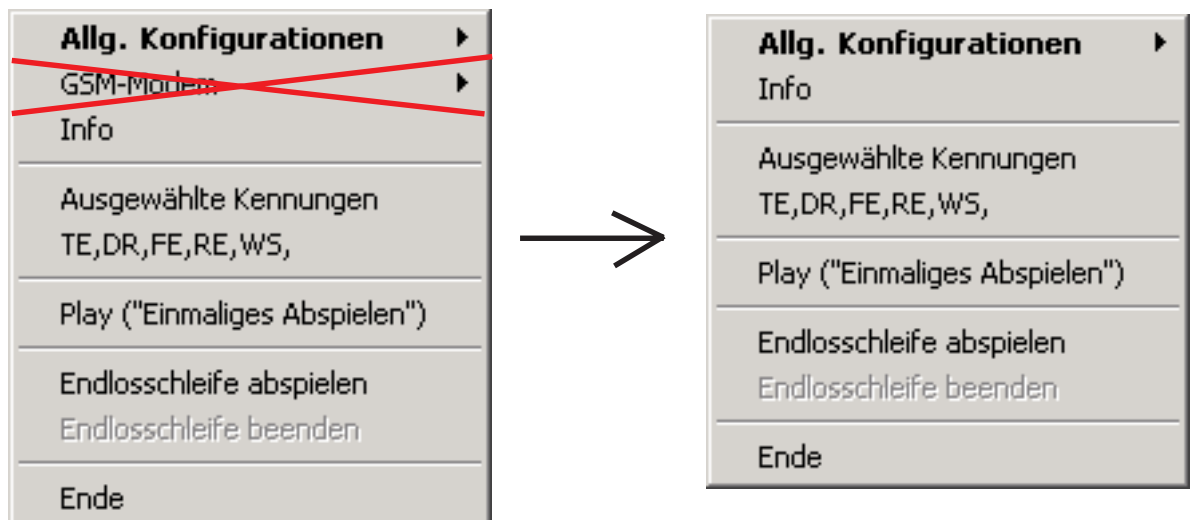 Allg. Konfigurationen
GSM-Modem
Info
Ausgewählte Kennungen
TE,DR,FE,RE,WS,
Play ("Einmaliges Abspielen")
Endlosschleife abspielen
Endlosschleife beenden
Ende
Allg. Konfigurationen
Info
Ausgewählte Kennungen
TE,DR,FE,RE,WS,
Play ("Einmaliges Abspielen")
Endlosschleife abspielen
Endlosschleife beenden
Ende